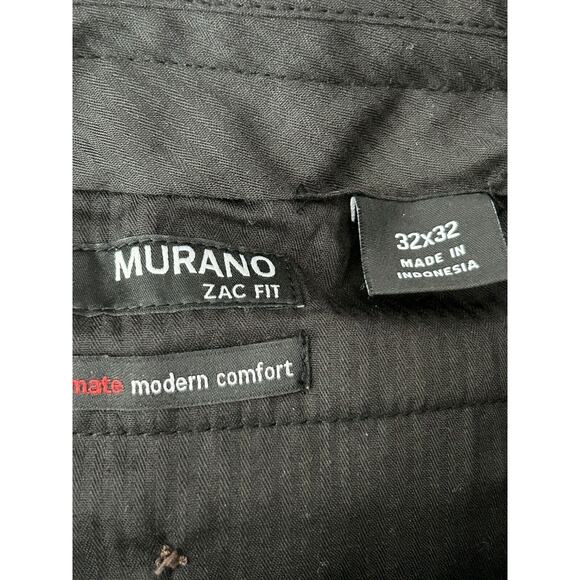 MURANO
ZAC FIT
mate modern comfort
32x32
MADE IN
INDONESIA